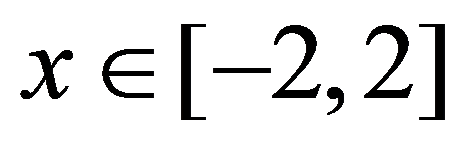 x ∈ [−2, 2]